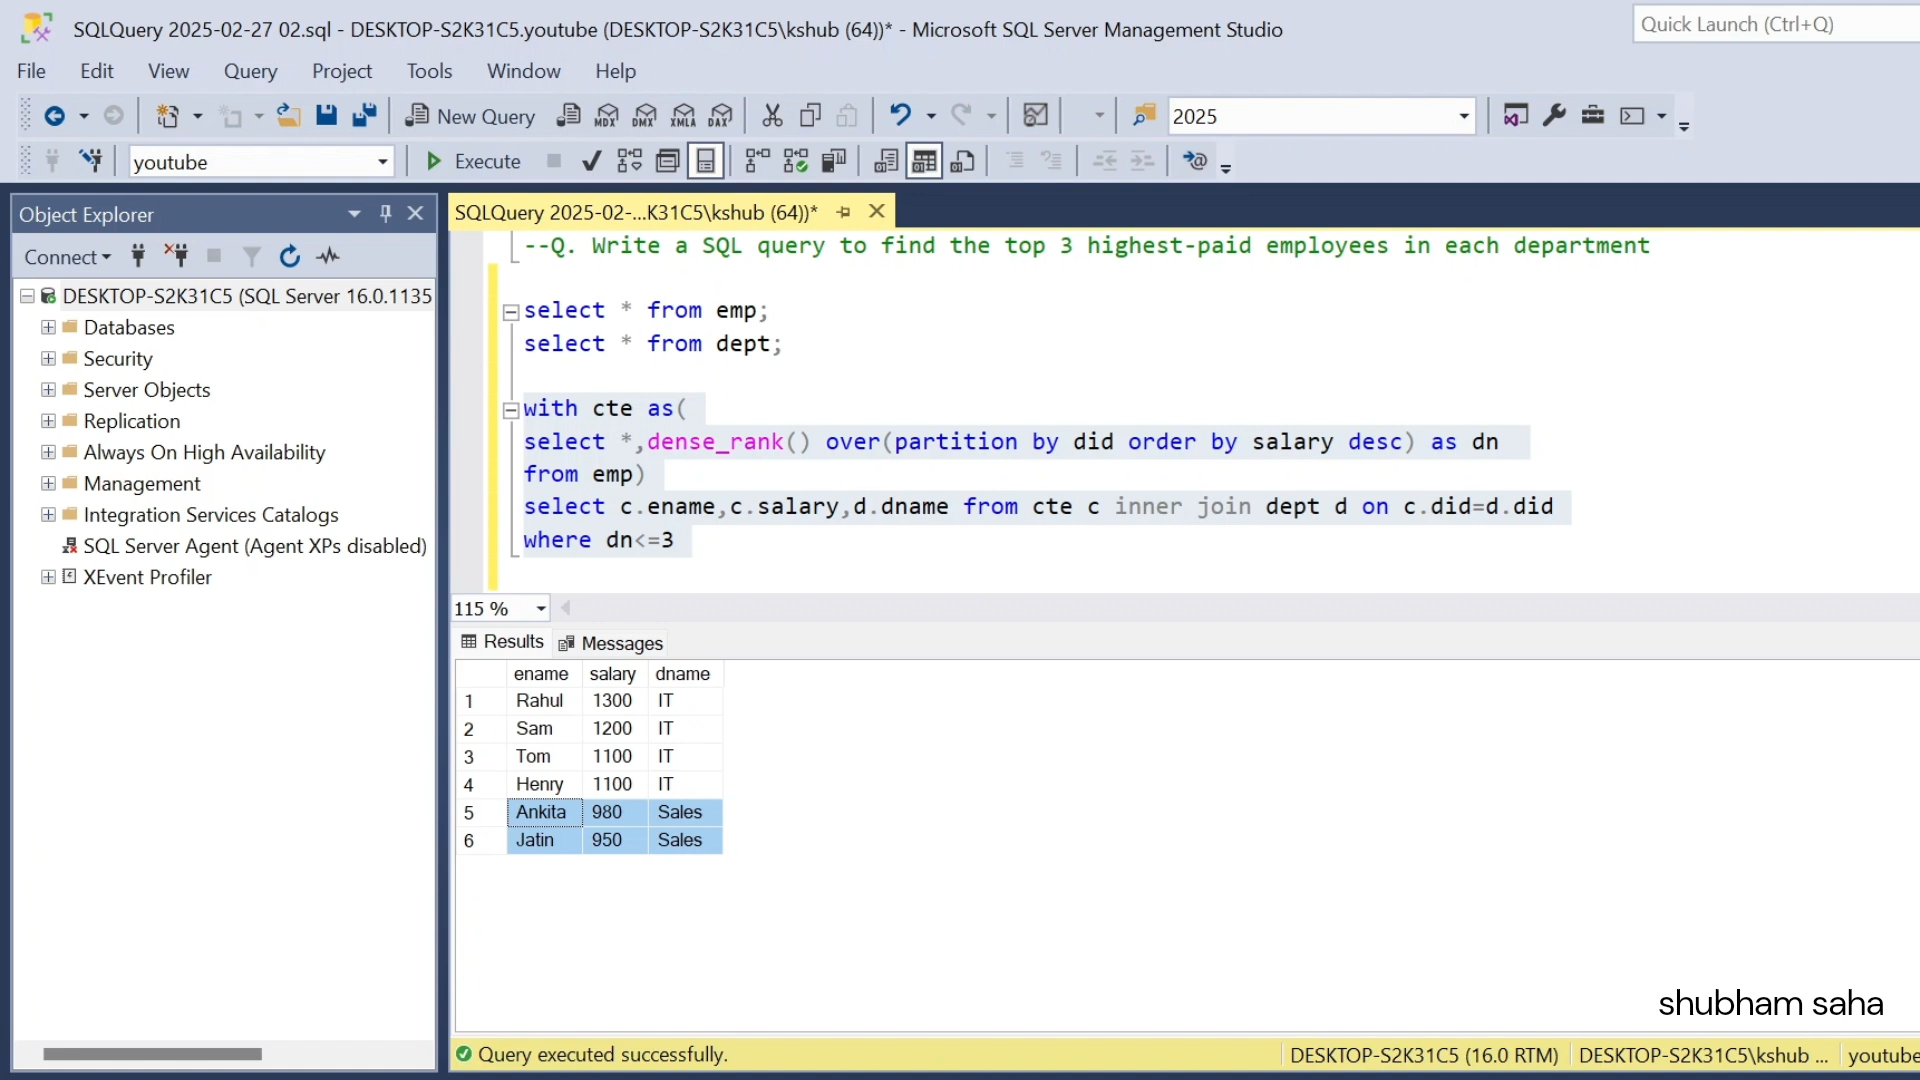 SQLQuery 2025-02-27 02.sql - DESKTOP-S2K31C5.youtube (DESKTOP-S2K31C5\kshub (64))* - Microsoft SQL Server Management Studio
Quick Launch (Ctrl+Q)
File Edit View Query Project Tools Window Help
New Query MDX DMX XMLA DAX 2025
youtube Execute
Object Explorer
SQLQuery 2025-02-...K31C5\kshub (64))*
Connect
DESKTOP-S2K31C5 (SQL Server 16.0.1135
Databases
Security
Server Objects
Replication
Always On High Availability
Management
Integration Services Catalogs
SQL Server Agent (Agent XPs disabled)
XEvent Profiler
--Q. Write a SQL query to find the top 3 highest-paid employees in each department
select * from emp;
select * from dept;
with cte as(
select *,dense_rank() over(partition by did order by salary desc) as dn
from emp)
select c.ename,c.salary,d.dname from cte c inner join dept d on c.did=d.did
where dn<=3
115 %
Results Messages
ename salary dname
1 Rahul 1300 IT
2 Sam 1200 IT
3 Tom 1100 IT
4 Henry 1100 IT
5 Ankita 980 Sales
6 Jatin 950 Sales
shubham saha
Query executed successfully.
DESKTOP-S2K31C5 (16.0 RTM) DESKTOP-S2K31C5\kshub ... youtube